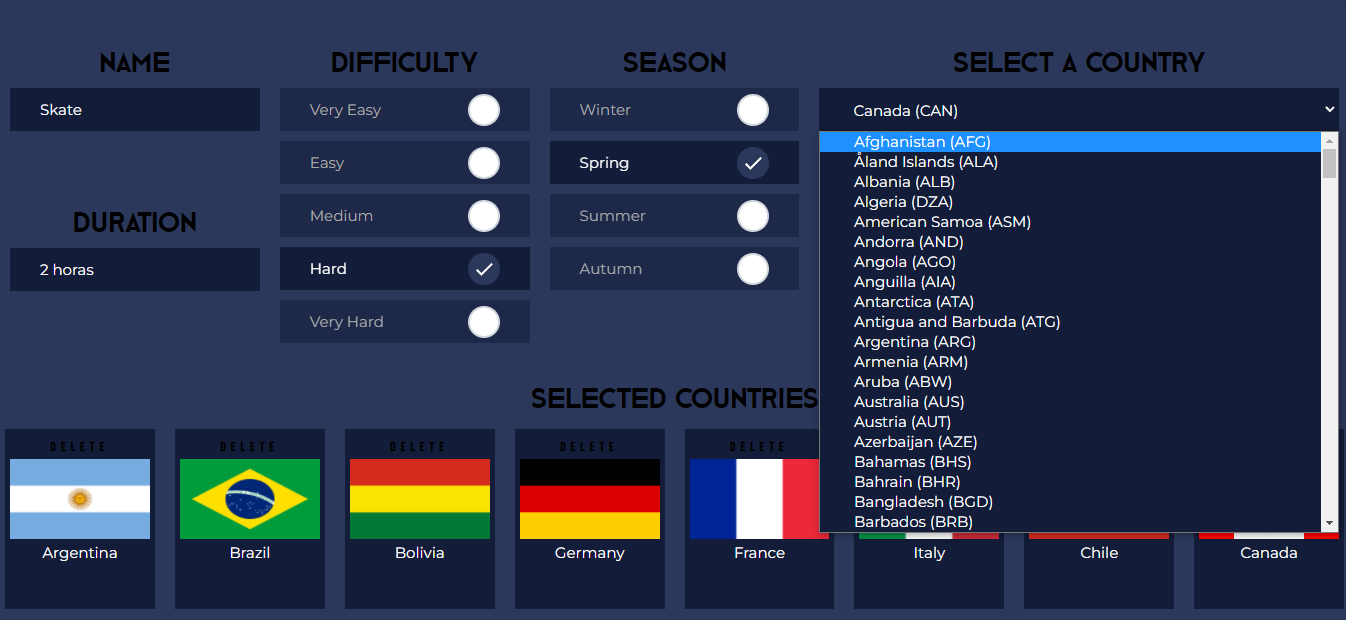 NAME
Skate
DURATION
2 horas
DIFFICULTY
Very Easy
Easy
Medium
Hard
Very Hard
SEASON
Winter
Spring
Summer
Autumn
SELECT A COUNTRY
Canada (CAN)
Afghanistan (AFG)
Åland Islands (ALA)
Albania (ALB)
Algeria (DZA)
American Samoa (ASM)
Andorra (AND)
Angola (AGO)
Anguilla (AIA)
Antarctica (ATA)
Antigua and Barbuda (ATG)
Argentina (ARG)
Armenia (ARM)
Aruba (ABW)
Australia (AUS)
Austria (AUT)
Azerbaijan (AZE)
Bahamas (BHS)
Bahrain (BHR)
Bangladesh (BGD)
Barbados (BRB)
SELECTED COUNTRIES
DELETE
Argentina
DELETE
Brazil
DELETE
Bolivia
DELETE
Germany
DELETE
France
Italy
Chile
Canada